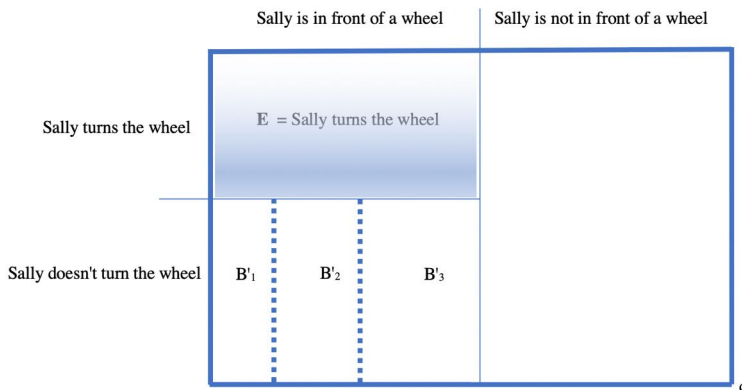 Sally is in front of a wheel
Sally is not in front of a wheel
Sally turns the wheel
E = Sally turns the wheel
Sally doesn't turn the wheel
B'1
B'2
B'3